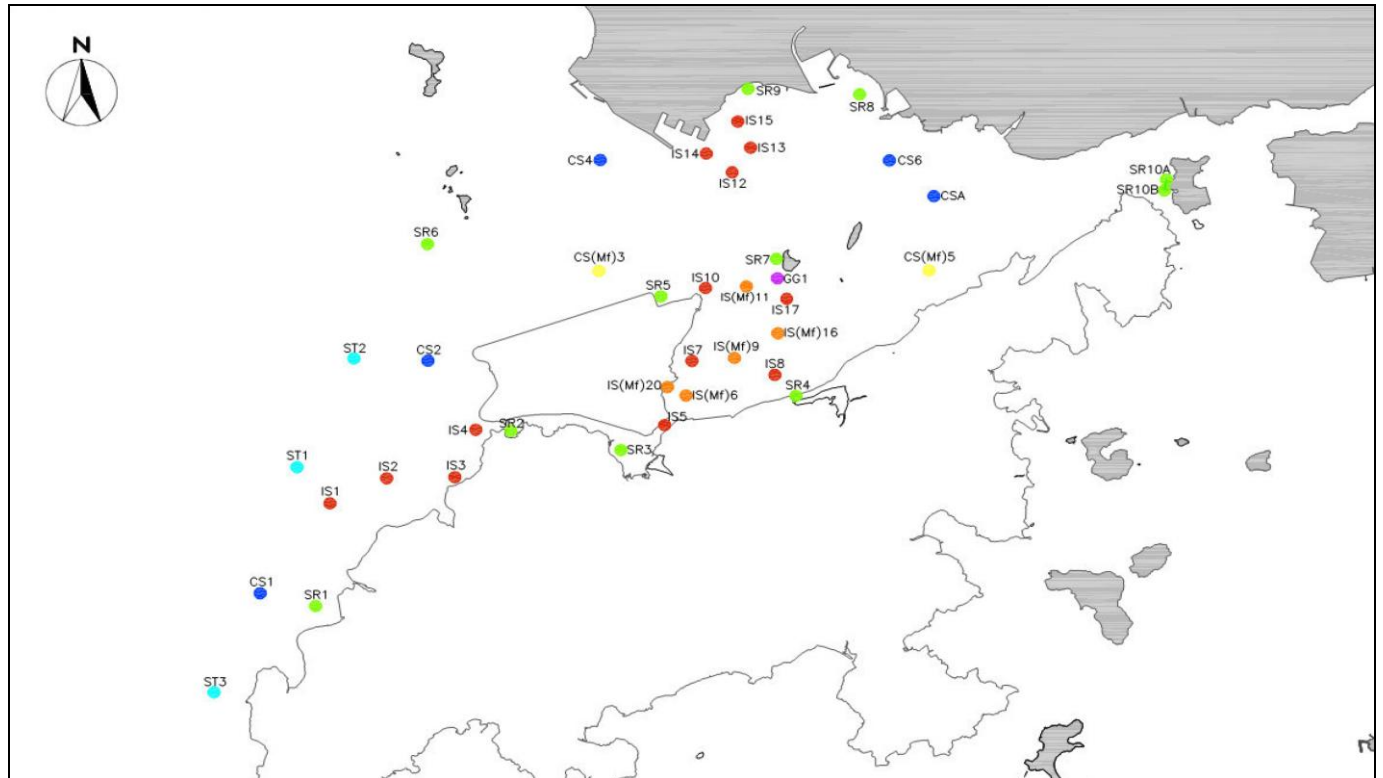 N
SR9
SR8
IS15
IS13
IS14
CS4
CS6
IS12
SR10A
SR10B
CSA
SR6
SR7
CS(Mf)3
CS(Mf)5
GG1
IS10
SR5
IS(Mf)11
IS17
IS(Mf)16
ST2
CS2
IS7
IS(Mf)9
IS8
IS(Mf)20
IS(Mf)6
SR4
IS5
IS4
SR2
SR3
ST1
IS2
IS3
IS1
CS1
SR1
ST3